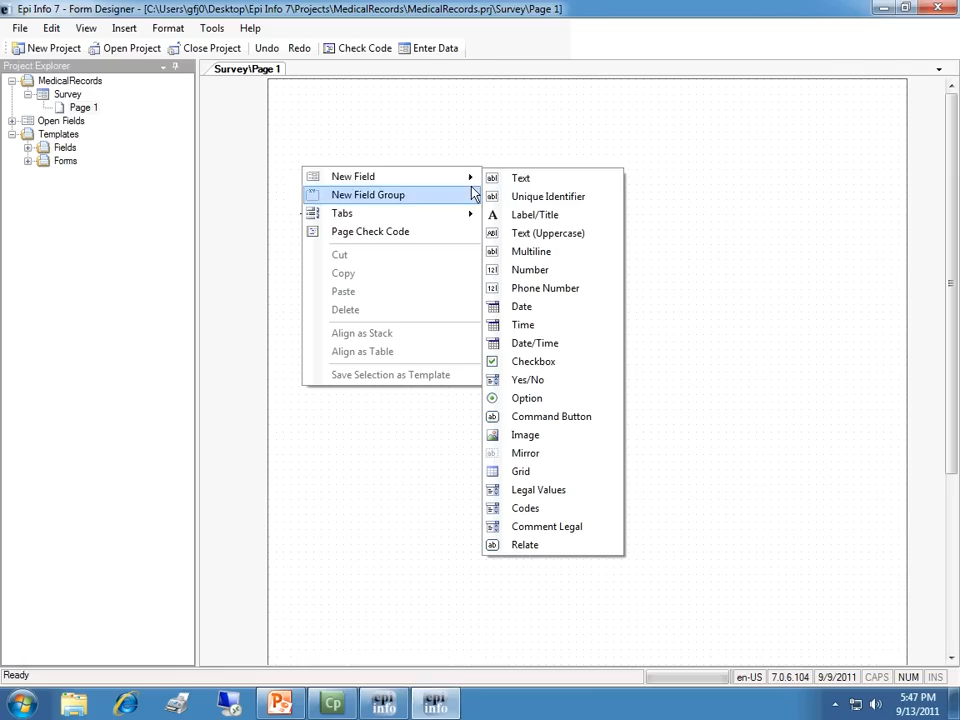 Epi Info 7 - Form Designer - [C:\Users\gfj0\Desktop\Epi Info 7\Projects\MedicalRecords\MedicalRecords.prj\Survey\Page 1]
File Edit View Insert Format Tools Help
New Project Open Project Close Project Undo Redo Check Code Enter Data
Project Explorer
MedicalRecords
Survey
Page 1
Open Fields
Templates
Fields
Forms
Survey\Page 1
New Field
New Field Group
Tabs
Page Check Code
Cut
Copy
Paste
Delete
Align as Stack
Align as Table
Save Selection as Template
Text
Unique Identifier
Label/Title
Text (Uppercase)
Multiline
Number
Phone Number
Date
Time
Date/Time
Checkbox
Yes/No
Option
Command Button
Image
Mirror
Grid
Legal Values
Codes
Comment Legal
Relate
Ready
en-US 7.0.6.104 9/9/2011 CAPS NUM INS
Cp
epi info
epi info
5:47 PM
9/13/2011